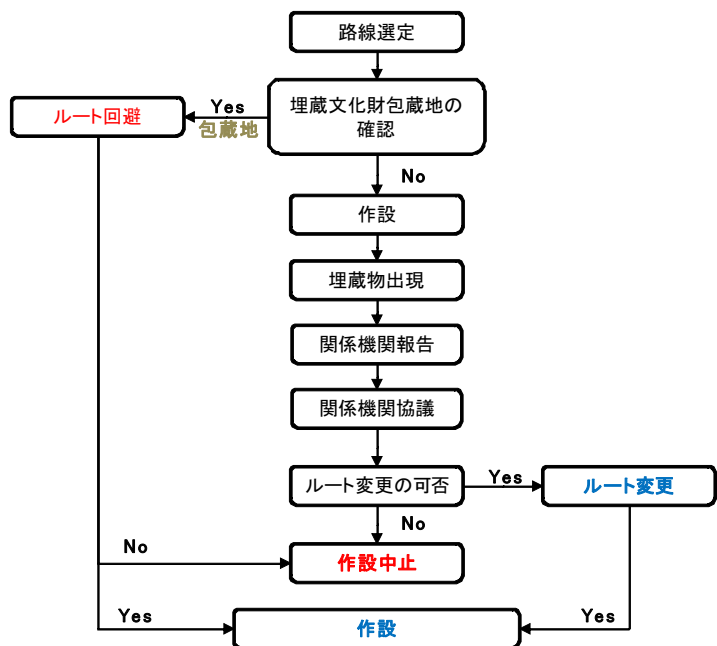 路線選定
埋蔵文化財包蔵地の
確認
Yes
包蔵地
ルート回避
No
作設
埋蔵物出現
関係機関報告
関係機関協議
ルート変更の可否
Yes
ルート変更
No
No
作設中止
Yes
作設
Yes